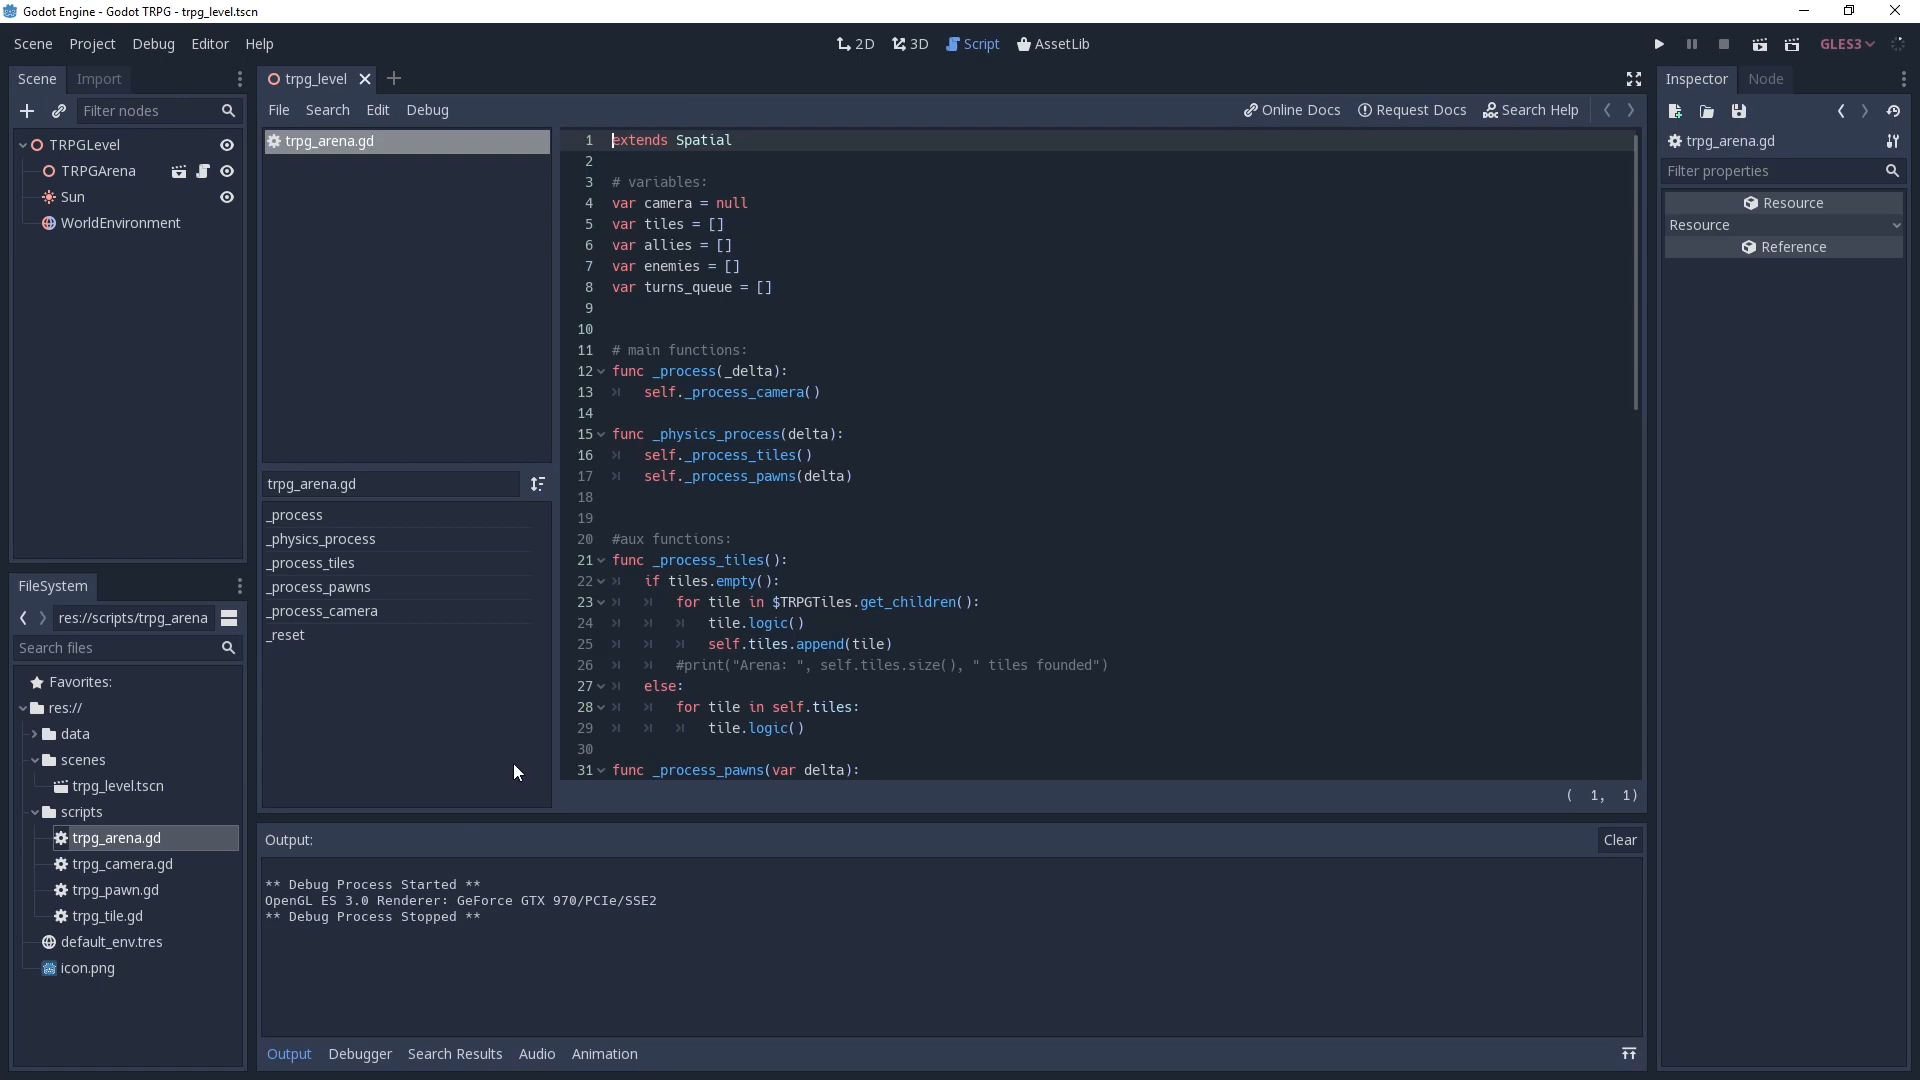 Godot Engine - Godot TRPG - trpg_level.tscn
Scene Project Debug Editor Help
2D 3D Script AssetLib
GLES3
Scene Import
Filter nodes
TRPGLevel
TRPGArena
Sun
WorldEnvironment
FileSystem
res://scripts/trpg_arena
Search files
Favorites:
res://
data
scenes
trpg_level.tscn
scripts
trpg_arena.gd
trpg_camera.gd
trpg_pawn.gd
trpg_tile.gd
default_env.tres
icon.png
trpg_level
File Search Edit Debug
Online Docs Request Docs Search Help
trpg_arena.gd
trpg_arena.gd
_process
_physics_process
_process_tiles
_process_pawns
_process_camera
_reset
1 extends Spatial
2
3 # variables:
4 var camera = null
5 var tiles = []
6 var allies = []
7 var enemies = []
8 var turns_queue = []
9
10
11 # main functions:
12 func _process(_delta):
13 self._process_camera()
14
15 func _physics_process(delta):
16 self._process_tiles()
17 self._process_pawns(delta)
18
19
20 #aux functions:
21 func _process_tiles():
22 if tiles.empty():
23 for tile in $TRPGTiles.get_children():
24 tile.logic()
25 self.tiles.append(tile)
26 #print("Arena: ", self.tiles.size(), " tiles founded")
27 else:
28 for tile in self.tiles:
29 tile.logic()
30
31 func _process_pawns(var delta):
( 1, 1)
Output:
Clear
** Debug Process Started **
OpenGL ES 3.0 Renderer: GeForce GTX 970/PCIe/SSE2
** Debug Process Stopped **
Output Debugger Search Results Audio Animation
Inspector Node
trpg_arena.gd
Filter properties
Resource
Resource
Reference